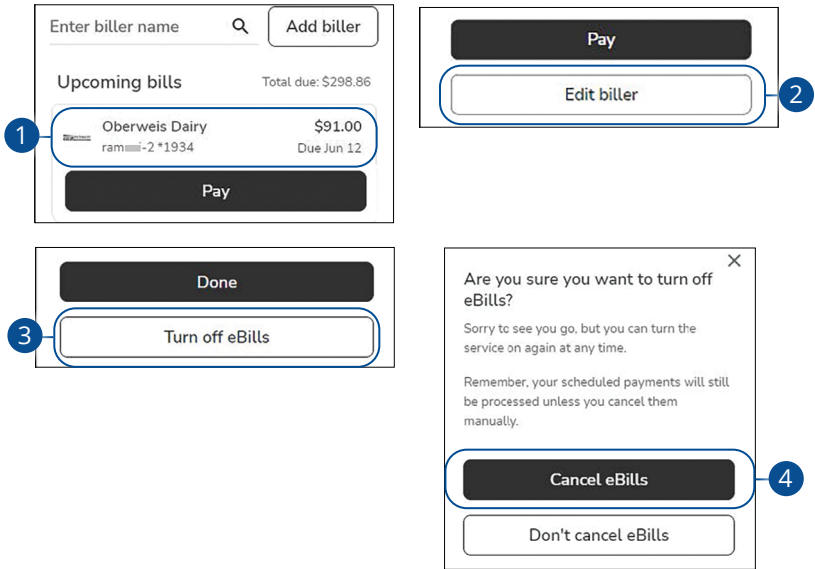 Enter biller name
Add biller
Upcoming bills
Total due: $298.86
1
Oberweis Dairy
$91.00
-2 *1934
Due Jun 12
Pay
Pay
Edit biller
2
Done
3
Turn off eBills
Are you sure you want to turn off
eBills?
Sorry to see you go, but you can turn the
service on again at any time.
Remember, your scheduled payments will still
be processed unless you cancel them
manually.
Cancel eBills
4
Don't cancel eBills